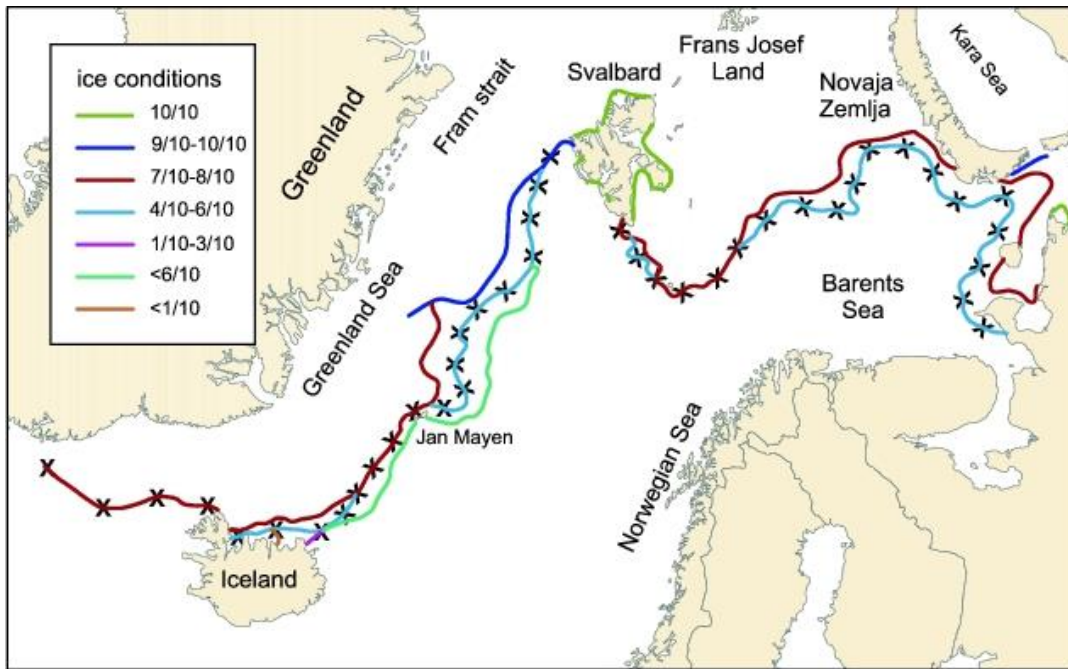 ice conditions
10/10
9/10-10/10
7/10-8/10
4/10-6/10
1/10-3/10
<6/10
<1/10
Greenland
Fram strait
Svalbard
Frans Josef
Land
Novaja
Zemlja
Kara Sea
Greenland Sea
Barents
Sea
Jan Mayen
Norwegian Sea
Iceland